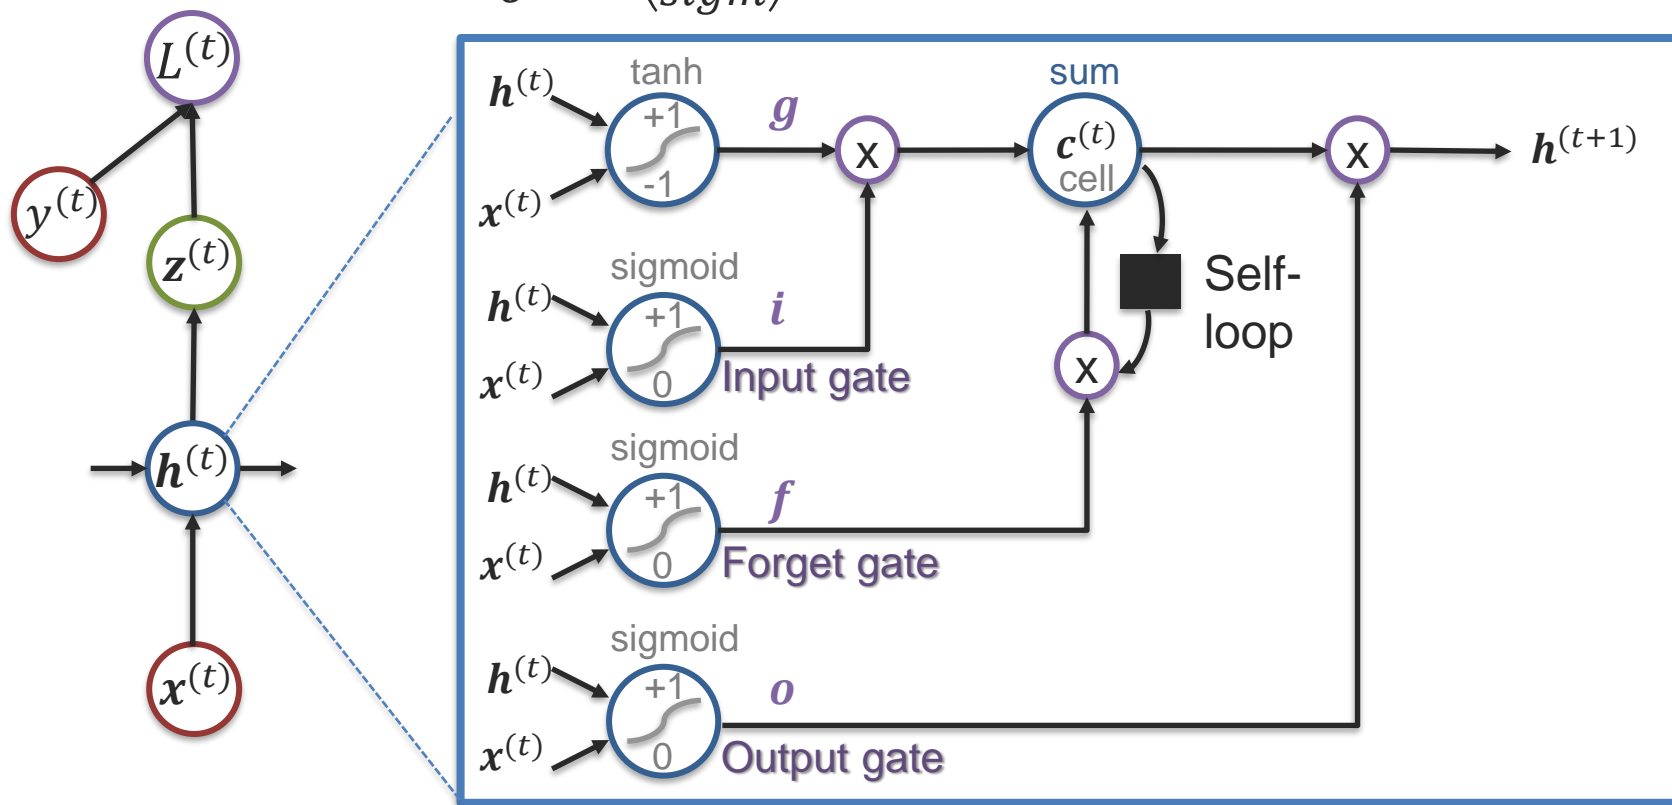 (sigm)
L^(t)
y^(t)
z^(t)
h^(t)
x^(t)
tanh
h^(t)
x^(t)
+1
-1
g
x
sum
c^(t)
cell
x
h^(t+1)
sigmoid
h^(t)
x^(t)
+1
0
i
Input gate
Self-
loop
x
sigmoid
h^(t)
x^(t)
+1
0
f
Forget gate
sigmoid
h^(t)
x^(t)
+1
0
o
Output gate